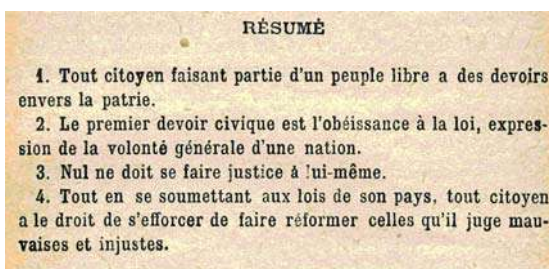 RÉSUMÉ
1. Tout citoyen faisant partie d'un peuple libre a des devoirs
envers la patrie.
2. Le premier devoir civique est l'obéissance à la loi, expres-
sion de la volonté générale d'une nation.
3. Nul ne doit se faire justice à lui-même.
4. Tout en se soumettant aux lois de son pays, tout citoyen
a le droit de s'efforcer de faire réformer celles qu'il juge mau-
vaises et injustes.